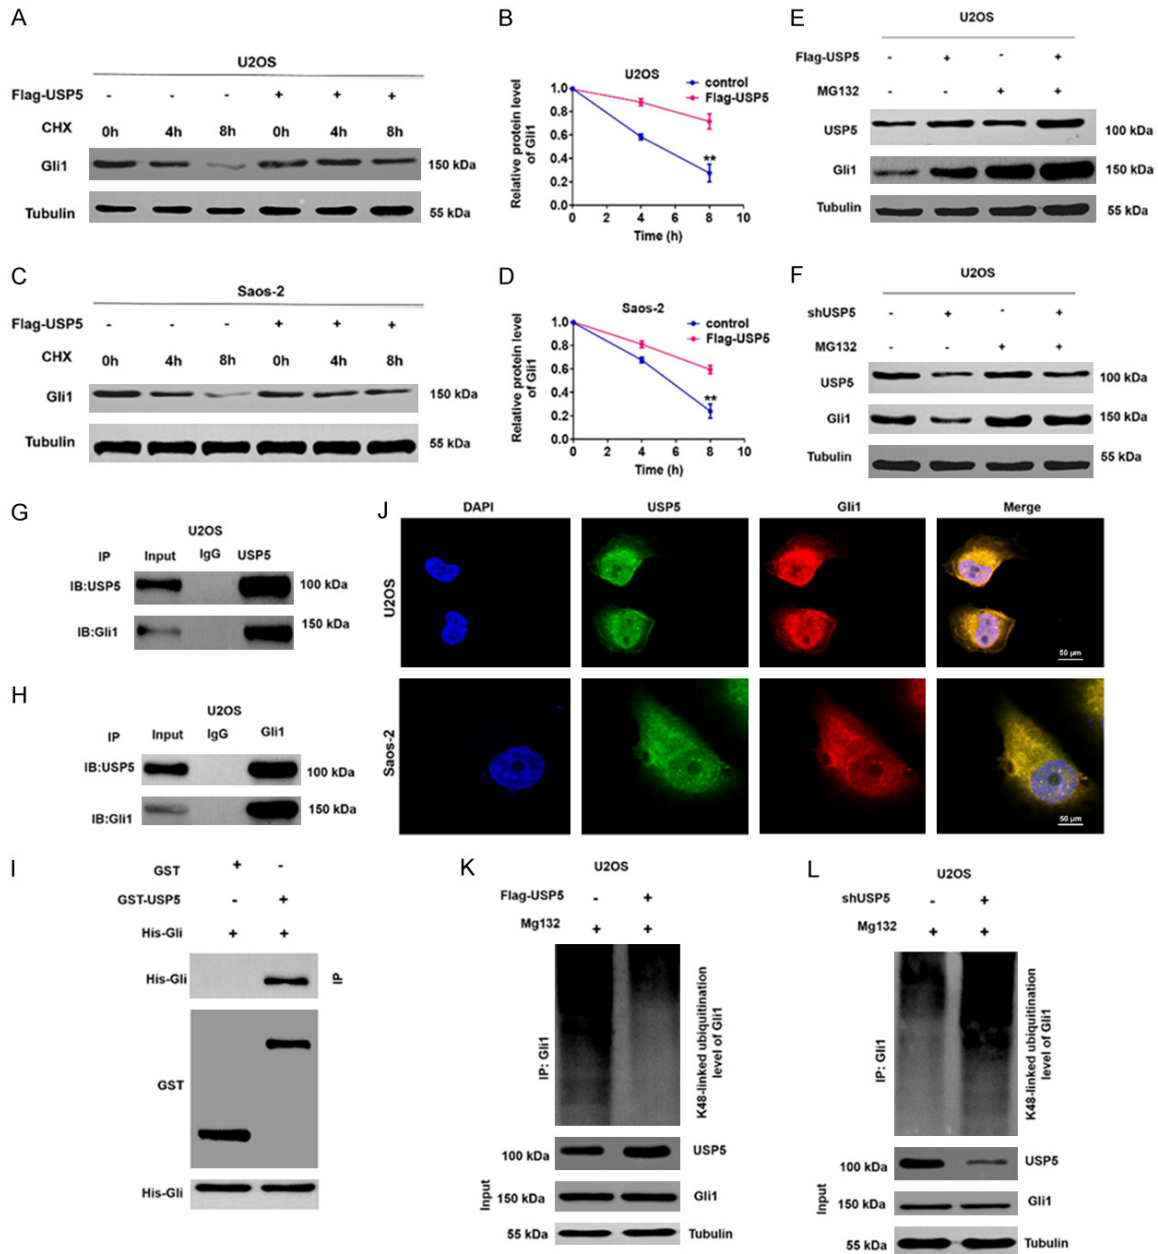 A
U2OS
Flag-USP5 - - - + + +
CHX 0h 4h 8h 0h 4h 8h
Gli1 150 kDa
Tubulin 55 kDa
B
U2OS
control
Flag-USP5
Relative protein level
of Gli1
1.0
0.8
0.6
0.4
0.2
**
0 2 4 6 8 10
Time (h)
E
U2OS
Flag-USP5 - + - +
MG132 - - + +
USP5 100 kDa
Gli1 150 kDa
Tubulin 55 kDa
C
Saos-2
Flag-USP5 - - - + + +
CHX 0h 4h 8h 0h 4h 8h
Gli1 150 kDa
Tubulin 55 kDa
D
Saos-2
control
Flag-USP5
Relative protein level
of Gli1
1.0
0.8
0.6
0.4
0.2
0.0
**
0 2 4 6 8 10
Time (h)
F
U2OS
shUSP5 - + - +
MG132 - - + +
USP5 100 kDa
Gli1 150 kDa
Tubulin 55 kDa
G
U2OS
IP Input IgG USP5
IB:USP5 100 kDa
IB:Gli1 150 kDa
H
U2OS
IP Input IgG Gli1
IB:USP5 100 kDa
IB:Gli1 150 kDa
J
DAPI USP5 Gli1 Merge
U2OS
50 μm
Saos-2
50 μm
I
GST + -
GST-USP5 - +
His-Gli + +
His-Gli IP
GST
His-Gli
K
U2OS
Flag-USP5 - +
Mg132 + +
IP: Gli1
K48-linked ubiquitination
level of Gli1
100 kDa USP5
150 kDa Gli1
55 kDa Tubulin
Input
L
U2OS
shUSP5 - +
Mg132 + +
IP: Gli1
K48-linked ubiquitination
level of Gli1
100 kDa USP5
150 kDa Gli1
55 kDa Tubulin
Input